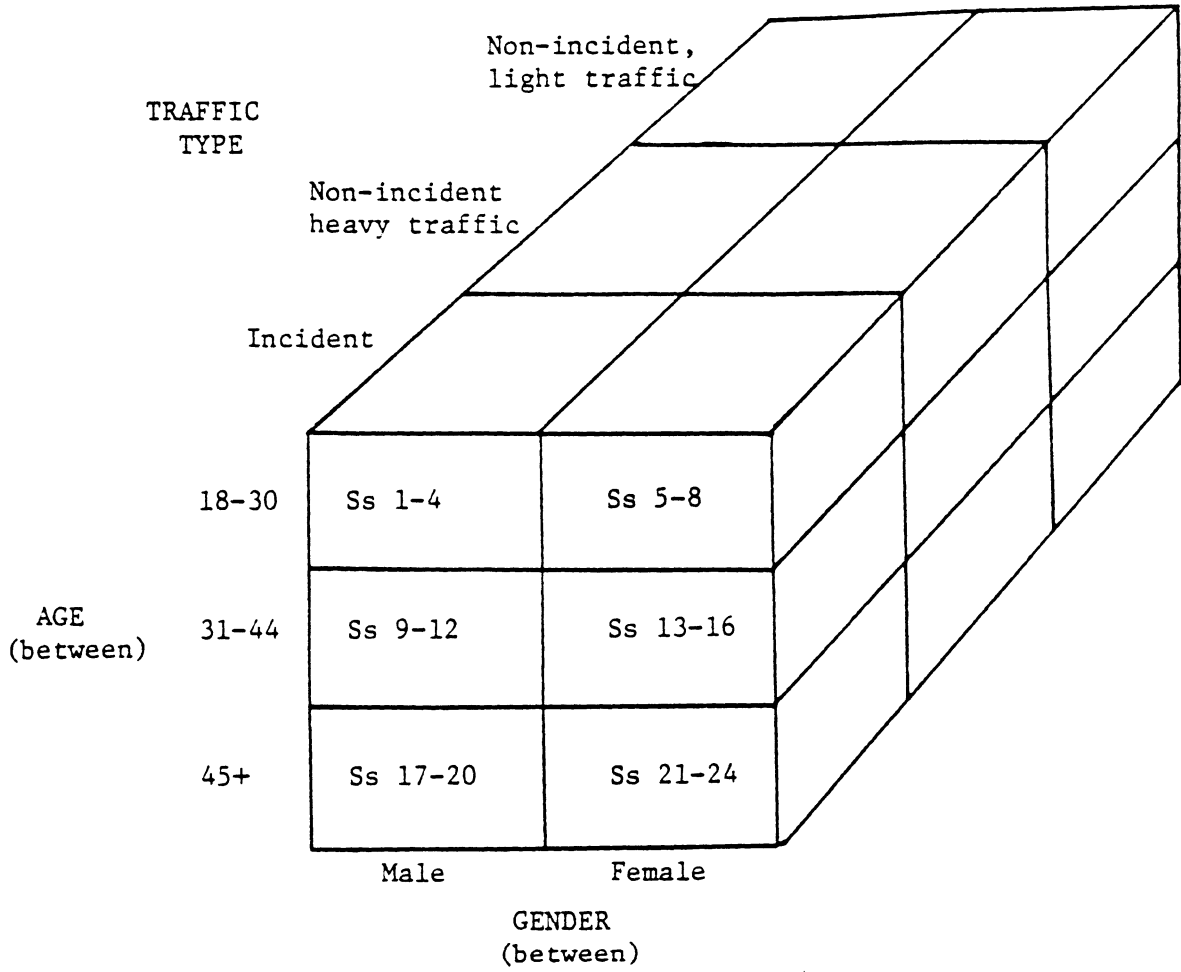 Non-incident,
light traffic
TRAFFIC
TYPE
Non-incident
heavy traffic
Incident
18-30 Ss 1-4 Ss 5-8
AGE
(between)
31-44 Ss 9-12 Ss 13-16
45+ Ss 17-20 Ss 21-24
Male Female
GENDER
(between)